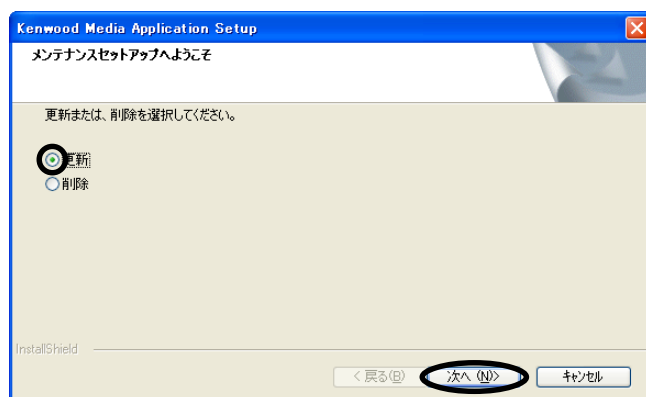 Kenwood Media Application Setup
メンテナンスセットアップへようこそ
更新または、削除を選択してください。
更新
削除
InstallShield
< 戻る(B) 次へ (N)> キャンセル